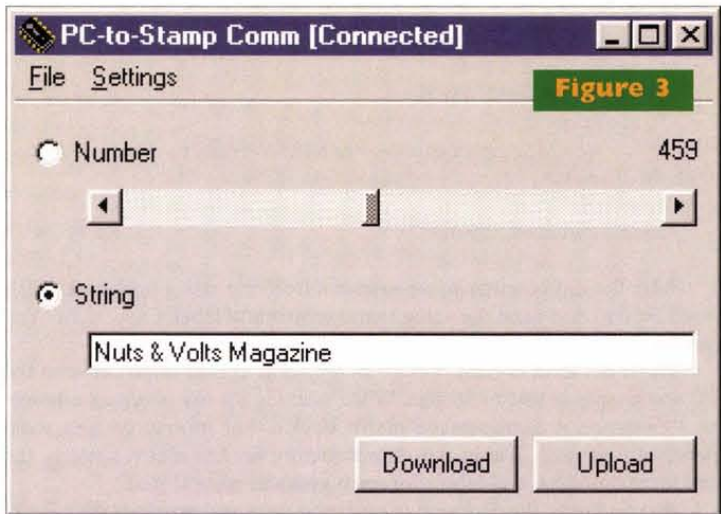 PC-to-Stamp Comm [Connected]
File Settings
Figure 3
Number 459
String
Nuts & Volts Magazine
Download Upload